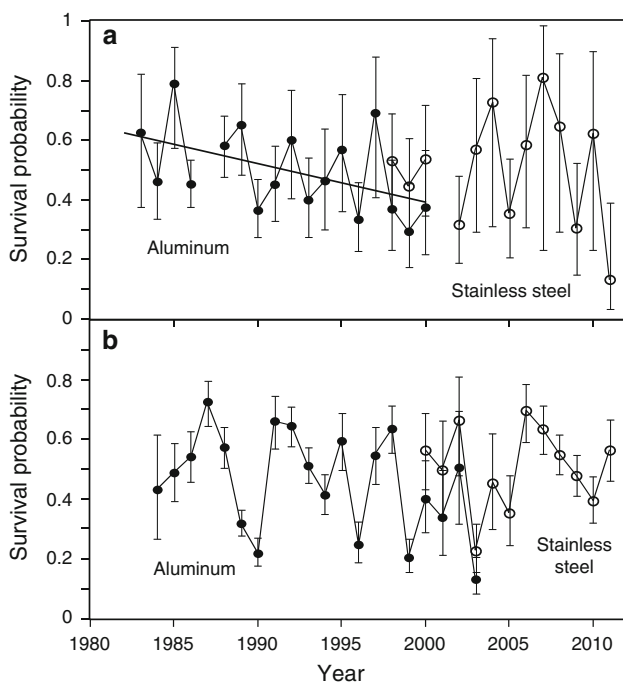 a
Survival probability
1
0.8
0.6
0.4
0.2
0
Aluminum
Stainless steel
b
Survival probability
0.8
0.6
0.4
0.2
0
Aluminum
Stainless
steel
1980 1985 1990 1995 2000 2005 2010
Year